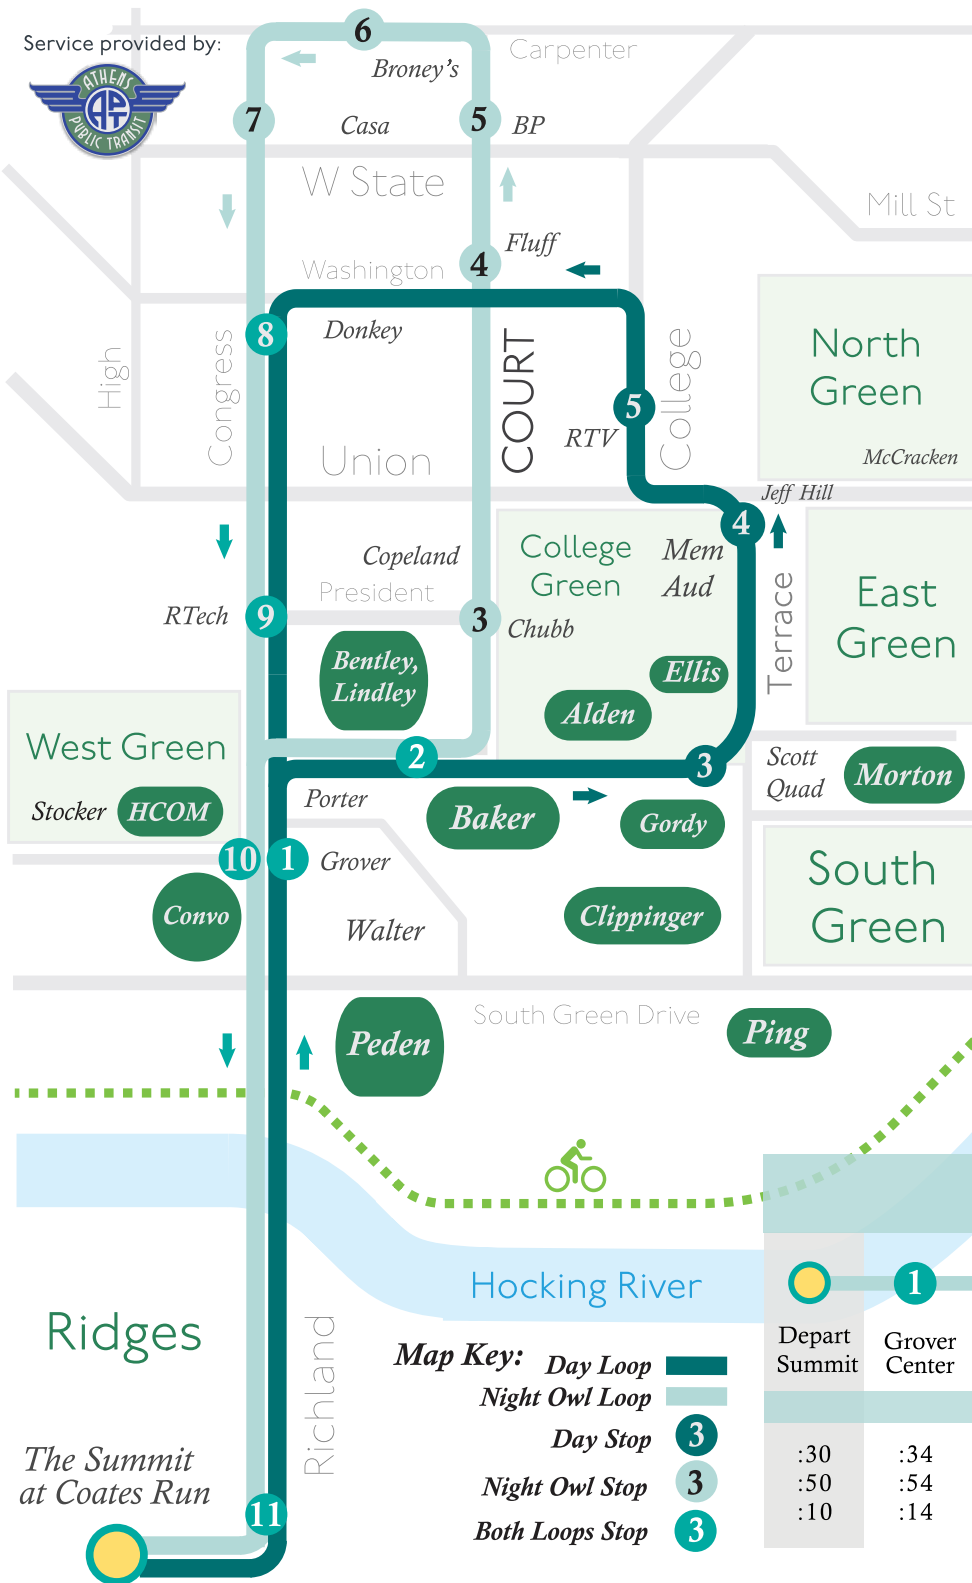 Service provided by:
ATHENS
APT
PUBLIC TRANSIT
6
Carpenter
Broney's
7
Casa
5
BP
W State
Mill St
Fluff
4
Washington
8
Donkey
High
Congress
COURT
College
North
Green
5
RTV
Union
McCracken
Jeff Hill
4
College
Green
Mem
Aud
Copeland
President
East
Green
Terrace
RTech
9
3
Chubb
Bentley,
Lindley
Ellis
Alden
West Green
2
3
Scott
Quad
Morton
Stocker
HCOM
Porter
Baker
Gordy
10
1
Grover
South
Green
Convo
Walter
Clippinger
South Green Drive
Peden
Ping
Hocking River
1
Ridges
Richland
Depart
Summit
Grover
Center
Map Key:
Day Loop
Night Owl Loop
Day Stop
3
Night Owl Stop
3
Both Loops Stop
3
:30
:34
:50
:54
:10
:14
The Summit
at Coates Run
11